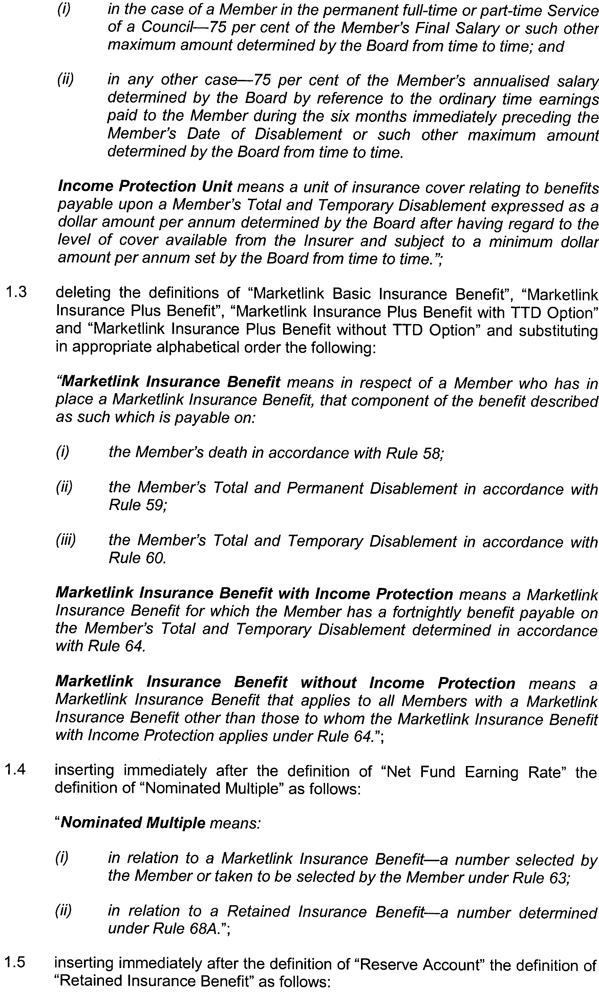 (i) in the case of a Member in the permanent full-time or part-time Service
of a Council—75 per cent of the Member's Final Salary or such other
maximum amount determined by the Board from time to time; and
(ii) in any other case—75 per cent of the Member's annualised salary
determined by the Board by reference to the ordinary time earnings
paid to the Member during the six months immediately preceding the
Member's Date of Disablement or such other maximum amount
determined by the Board from time to time.
Income Protection Unit means a unit of insurance cover relating to benefits
payable upon a Member's Total and Temporary Disablement expressed as a
dollar amount per annum determined by the Board after having regard to the
level of cover available from the Insurer and subject to a minimum dollar
amount per annum set by the Board from time to time.”;
1.3 deleting the definitions of “Marketlink Basic Insurance Benefit”, “Marketlink
Insurance Plus Benefit”, “Marketlink Insurance Plus Benefit with TTD Option”
and “Marketlink Insurance Plus Benefit without TTD Option” and substituting
in appropriate alphabetical order the following:
“Marketlink Insurance Benefit means in respect of a Member who has in
place a Marketlink Insurance Benefit, that component of the benefit described
as such which is payable on:
(i) the Member's death in accordance with Rule 58;
(ii) the Member's Total and Permanent Disablement in accordance with
Rule 59;
(iii) the Member's Total and Temporary Disablement in accordance with
Rule 60.
Marketlink Insurance Benefit with Income Protection means a Marketlink
Insurance Benefit for which the Member has a fortnightly benefit payable on
the Member's Total and Temporary Disablement determined in accordance
with Rule 64.
Marketlink Insurance Benefit without Income Protection means a
Marketlink Insurance Benefit that applies to all Members with a Marketlink
Insurance Benefit other than those to whom the Marketlink Insurance Benefit
with Income Protection applies under Rule 64.”;
1.4 inserting immediately after the definition of “Net Fund Earning Rate” the
definition of “Nominated Multiple” as follows:
“Nominated Multiple means:
(i) in relation to a Marketlink Insurance Benefit—a number selected by
the Member or taken to be selected by the Member under Rule 63;
(ii) in relation to a Retained Insurance Benefit—a number determined
under Rule 68A.”;
1.5 inserting immediately after the definition of “Reserve Account” the definition of
“Retained Insurance Benefit” as follows: